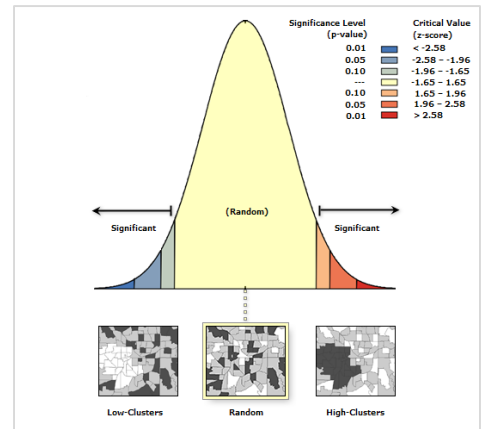 Significance Level Critical Value
(p-value) (z-score)
0.01 < -2.58
0.05 -2.58 – -1.96
0.10 -1.96 – -1.65
--- -1.65 – 1.65
0.10 1.65 – 1.96
0.05 1.96 – 2.58
0.01 > 2.58
(Random)
Significant Significant
Low-Clusters Random High-Clusters